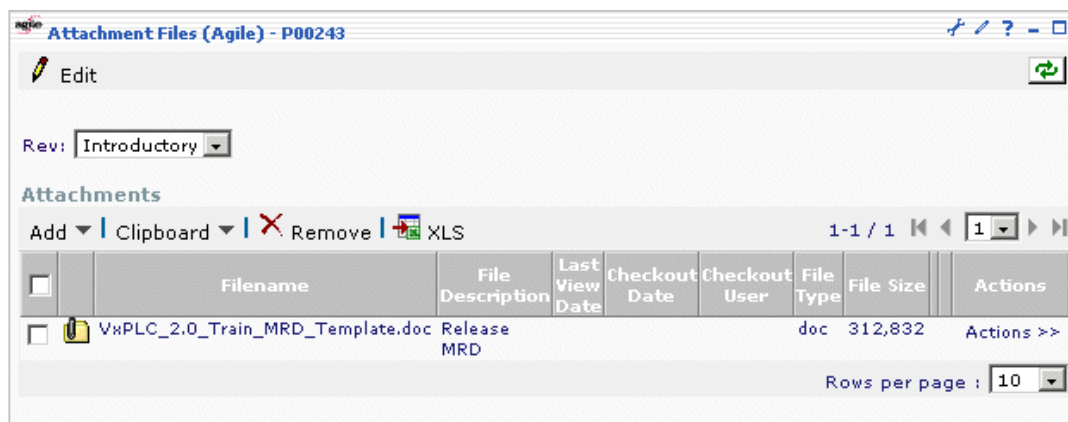 agile Attachment Files (Agile) - P00243 ?
Edit
Rev: Introductory
Attachments
Add Clipboard Remove XLS 1-1 / 1 1
Filename File Description Last View Date Checkout Date Checkout User File Type File Size Actions
VxPLC_2.0_Train_MRD_Template.doc Release MRD doc 312,832 Actions >>
Rows per page : 10